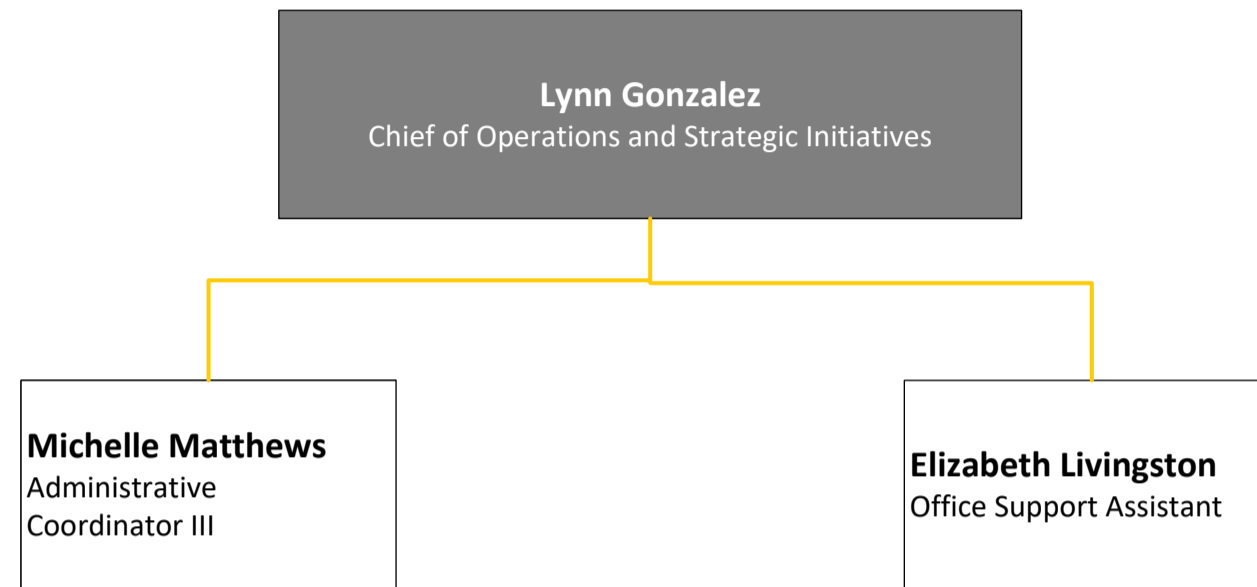 Lynn Gonzalez
Chief of Operations and Strategic Initiatives
Michelle Matthews
Administrative
Coordinator III
Elizabeth Livingston
Office Support Assistant